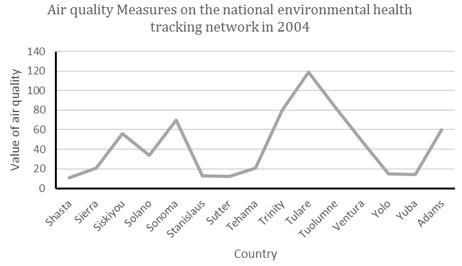 Air quality Measures on the national environmental health
tracking network in 2004
Value of air quality
140
120
100
80
60
40
20
0
Shasta
Sierra
Siskiyou
Solano
Sonoma
Stanislaus
Sutter
Tehama
Trinity
Tulare
Tuolumne
Ventura
Yolo
Yuba
Adams
Country